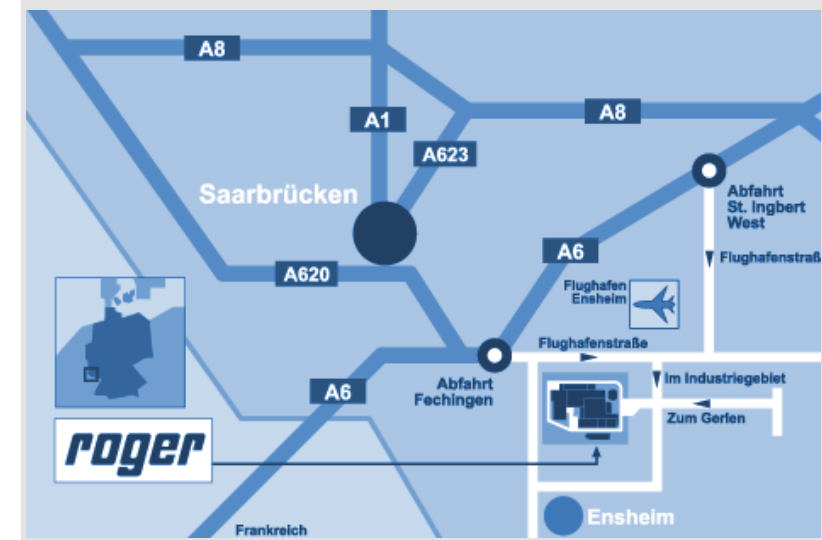 A8
A1
A8
A623
Saarbrücken
Abfahrt
St. Ingbert
West
A6
Flughafenstraß
A620
Flughafen
Ensheim
Flughafenstraße
Abfahrt
Fechingen
Im Industriegebiet
A6
Zum Gerlen
roger
Ensheim
Frankreich